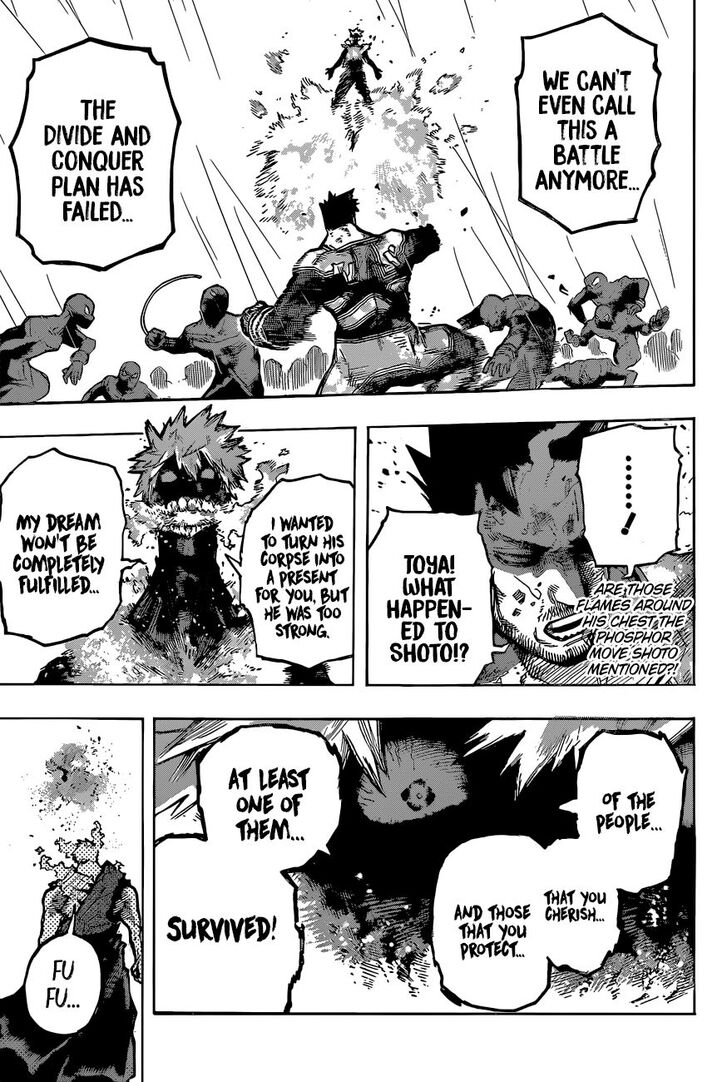 WE CAN'T
EVEN CALL
THIS A
BATTLE
ANYMORE...
THE
DIVIDE AND
CONQUER
PLAN HAS
FAILED...
......!
TOYA!
WHAT
HAPPEN-
ED TO
SHOTO!?
ARE THOSE
FLAMES AROUND
HIS CHEST THE
PHOSPHOR
MOVE SHOTO
MENTIONED?!
I WANTED
TO TURN HIS
CORPSE INTO
A PRESENT
FOR YOU, BUT
HE WAS TOO
STRONG.
MY DREAM
WON'T BE
COMPLETELY
FULFILLED...
OF THE
PEOPLE...
THAT YOU
CHERISH...
AND THOSE
THAT YOU
PROTECT...
AT LEAST
ONE OF
THEM...
SURVIVED!
FU
FU...